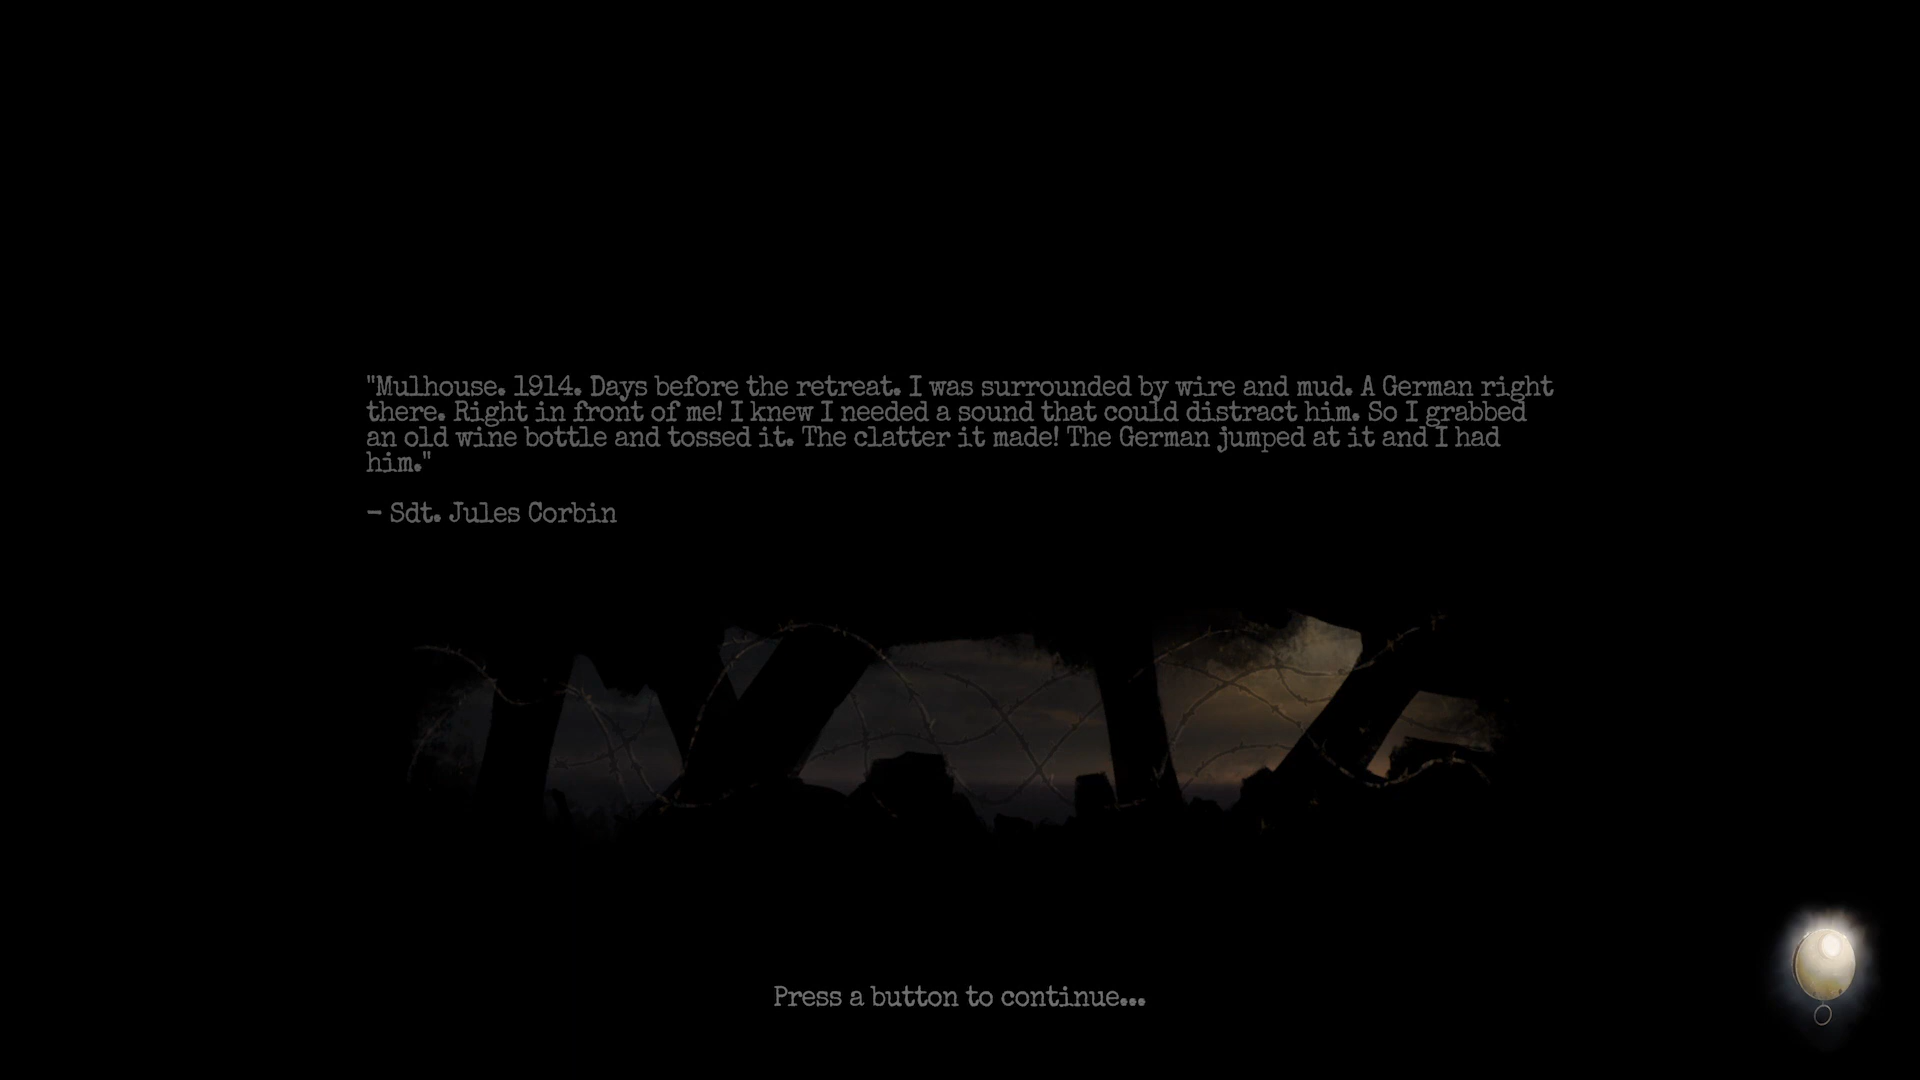 "Mulhouse. 1914. Days before the retreat. I was surrounded by wire and mud. A German right
there. Right in front of me! I knew I needed a sound that could distract him. So I grabbed
an old wine bottle and tossed it. The clatter it made! The German jumped at it and I had
him."
- Sdt. Jules Corbin
Press a button to continue...